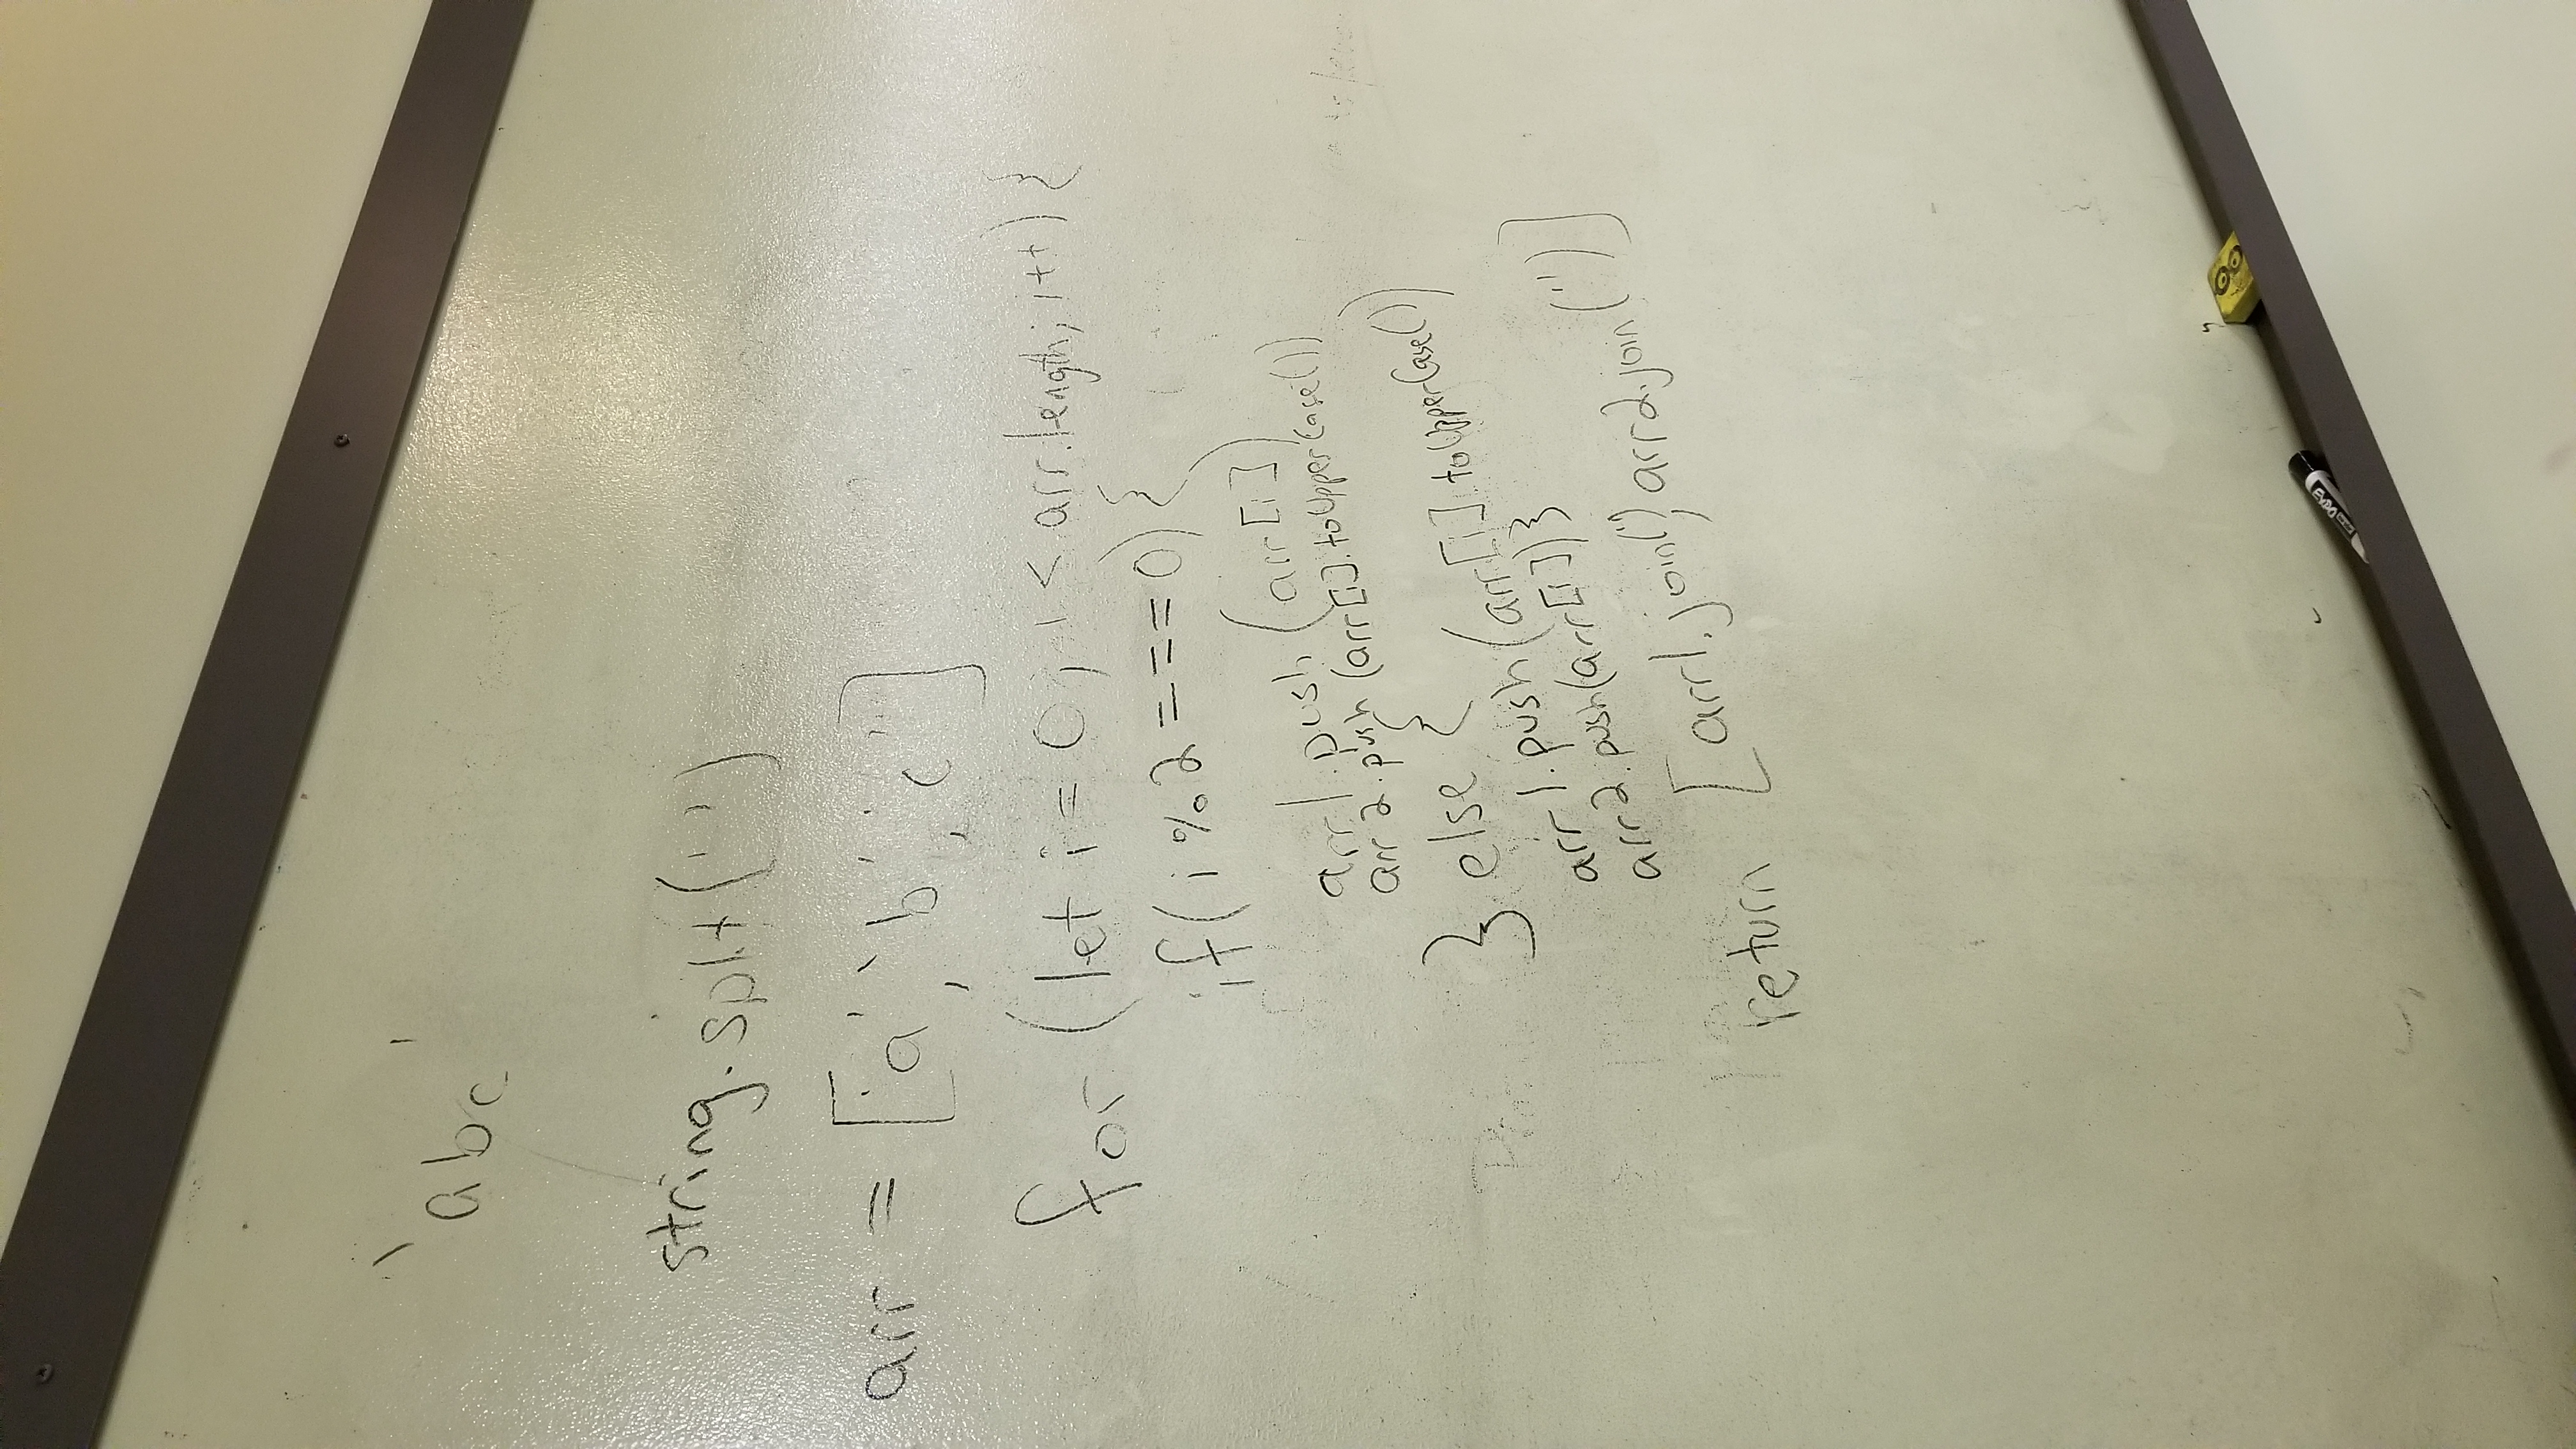 'abc'
string.split('')
arr = ['a', 'b', 'c']
for (let i = 0; i < arr.length; i++) {
if (i % 2 === 0) {
arr1.push (arr[i])
arr2.push (arr[i].toUpperCase())
} else {
arr1.push(arr[i].toUpperCase())
arr2.push(arr[i])}
return [arr1.join(''), arr2.join('')]
EXPO